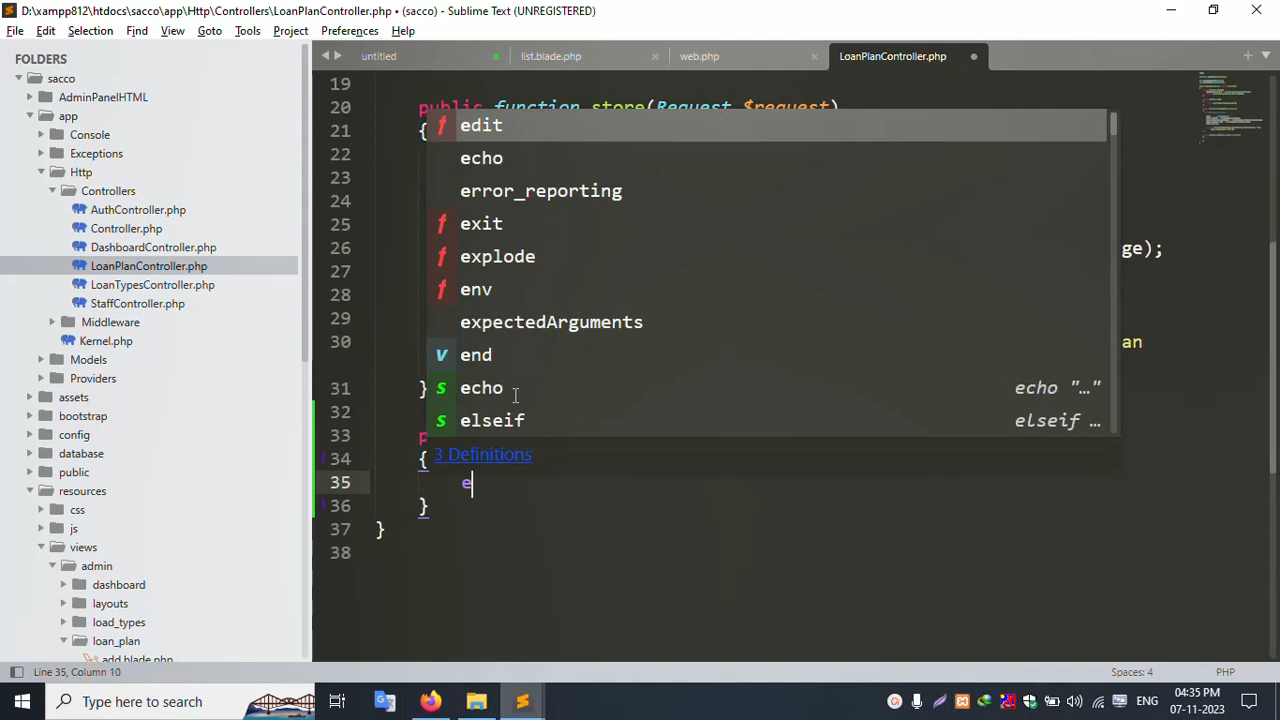 D:\xampp812\htdocs\sacco\app\Http\Controllers\LoanPlanController.php • (sacco) - Sublime Text (UNREGISTERED)
File Edit Selection Find View Goto Tools Project Preferences Help
FOLDERS
sacco
AdminPanelHTML
app
Console
Exceptions
Http
Controllers
AuthController.php
Controller.php
DashboardController.php
LoanPlanController.php
LoanTypesController.php
StaffController.php
Middleware
Kernel.php
Models
Providers
assets
bootstrap
config
database
public
resources
css
js
views
admin
dashboard
layouts
load_types
loan_plan
add.blade.php
untitled list.blade.php web.php LoanPlanController.php
19
20 public function store(Request $request)
21 {
22
23
24
25
26 ge);
27
28
29
30 an
31 }
32
33 p
34 {
35 e
36 }
37 }
38
edit
echo
error_reporting
exit
explode
env
expectedArguments
v end
s echo echo "…"
s elseif elseif …
3 Definitions
Line 35, Column 10 Spaces: 4 PHP
Type here to search
ENG
04:35 PM
07-11-2023